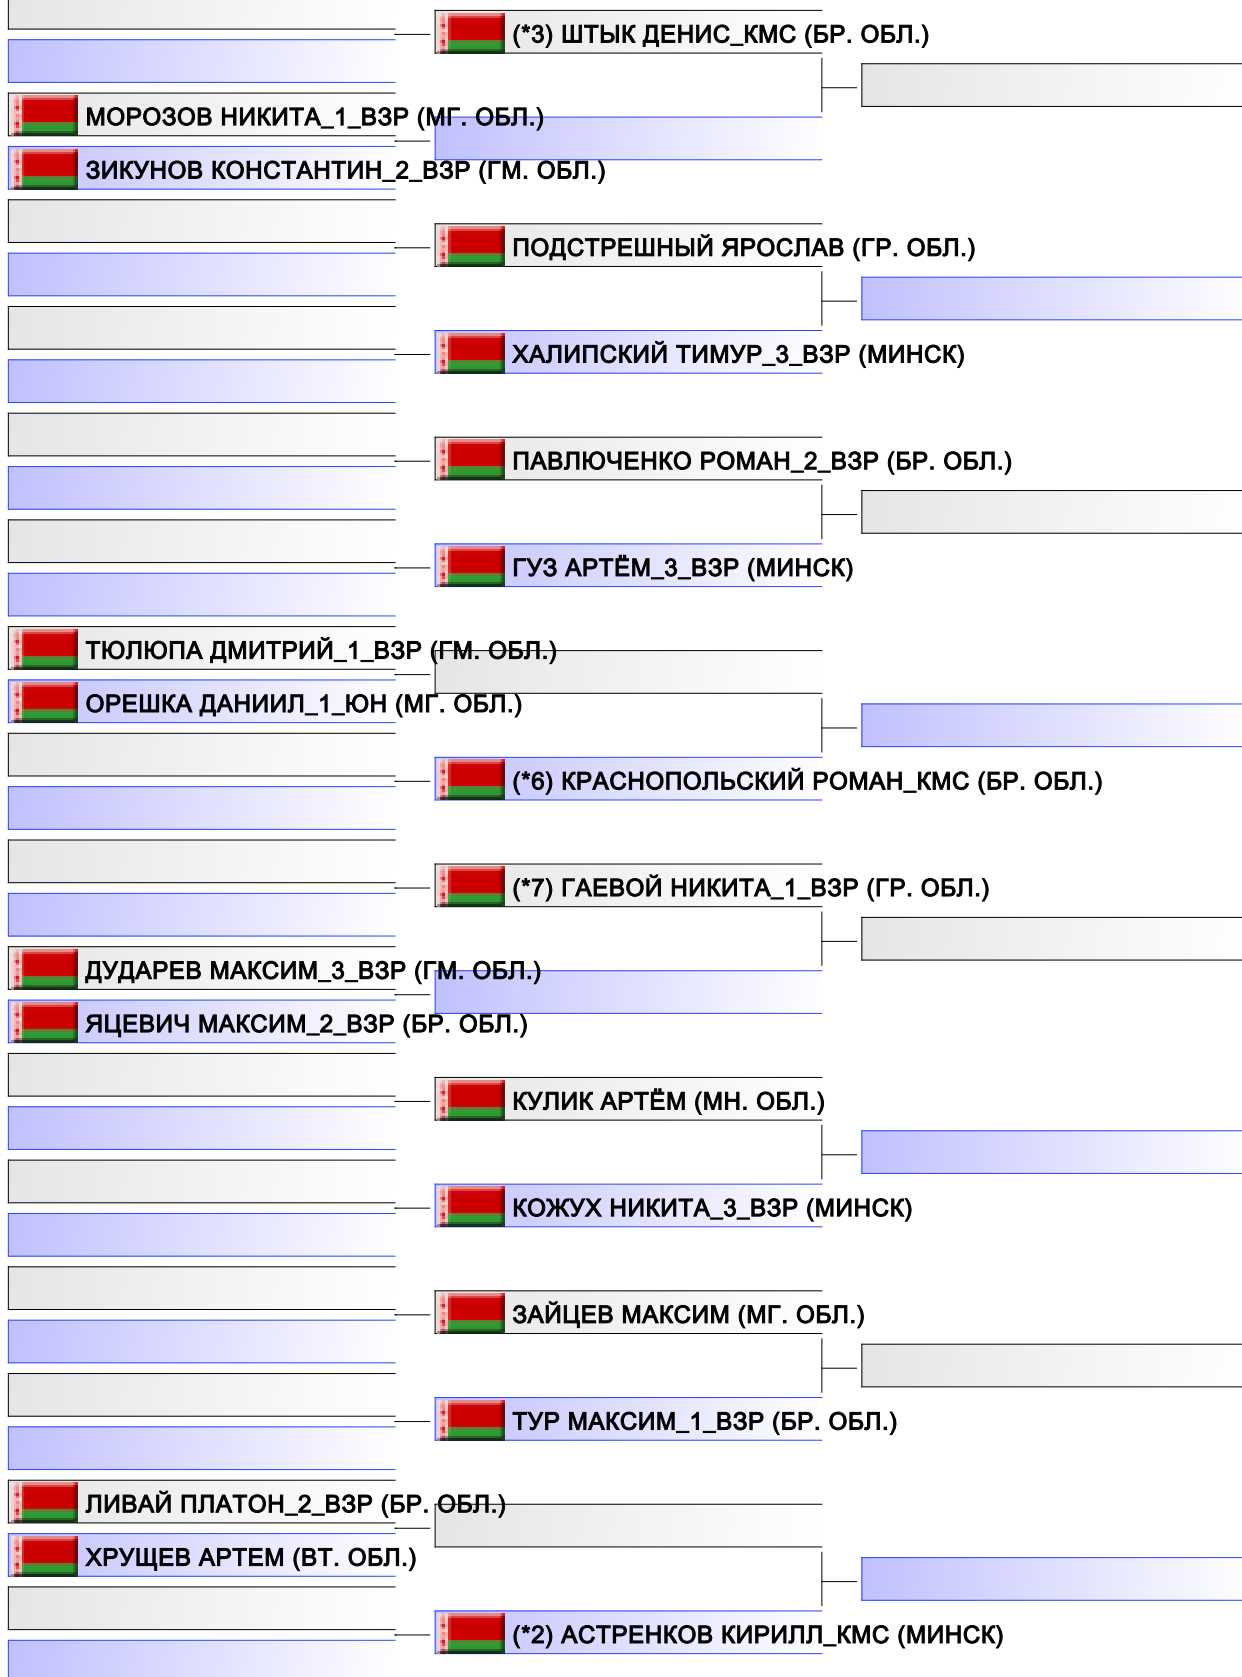 (*3) ШТЫК ДЕНИС_КМС (БР. ОБЛ.)
МОРОЗОВ НИКИТА_1_ВЗР (МГ. ОБЛ.)
ЗИКУНОВ КОНСТАНТИН_2_ВЗР (ГМ. ОБЛ.)
ПОДСТРЕШНЫЙ ЯРОСЛАВ (ГР. ОБЛ.)
ХАЛИПСКИЙ ТИМУР_3_ВЗР (МИНСК)
ПАВЛЮЧЕНКО РОМАН_2_ВЗР (БР. ОБЛ.)
ГУЗ АРТЁМ_3_ВЗР (МИНСК)
ТЮЛЮПА ДМИТРИЙ_1_ВЗР (ГМ. ОБЛ.)
ОРЕШКА ДАНИИЛ_1_ЮН (МГ. ОБЛ.)
(*6) КРАСНОПОЛЬСКИЙ РОМАН_КМС (БР. ОБЛ.)
(*7) ГАЕВОЙ НИКИТА_1_ВЗР (ГР. ОБЛ.)
ДУДАРЕВ МАКСИМ_3_ВЗР (ГМ. ОБЛ.)
ЯЦЕВИЧ МАКСИМ_2_ВЗР (БР. ОБЛ.)
КУЛИК АРТЁМ (МН. ОБЛ.)
КОЖУХ НИКИТА_3_ВЗР (МИНСК)
ЗАЙЦЕВ МАКСИМ (МГ. ОБЛ.)
ТУР МАКСИМ_1_ВЗР (БР. ОБЛ.)
ЛИВАЙ ПЛАТОН_2_ВЗР (БР. ОБЛ.)
ХРУЩЕВ АРТЕМ (ВТ. ОБЛ.)
(*2) АСТРЕНКОВ КИРИЛЛ_КМС (МИНСК)